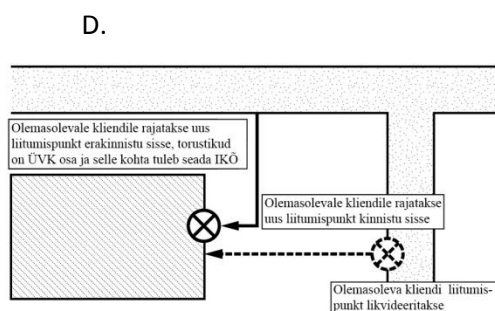 D.
Olemasolevale kliendile rajatakse uus
liitumispunkt erakinnistu sisse, torustikud
on ÜVK osa ja selle kohta tuleb seada IKÕ
Olemasolevale kliendile rajatakse
uus liitumispunkt kinnistu sisse
Olemasoleva kliendi liitumis-
punkt likvideeritakse